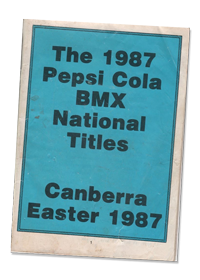 The 1987
Pepsi Cola
BMX
National
Titles
Canberra
Easter 1987